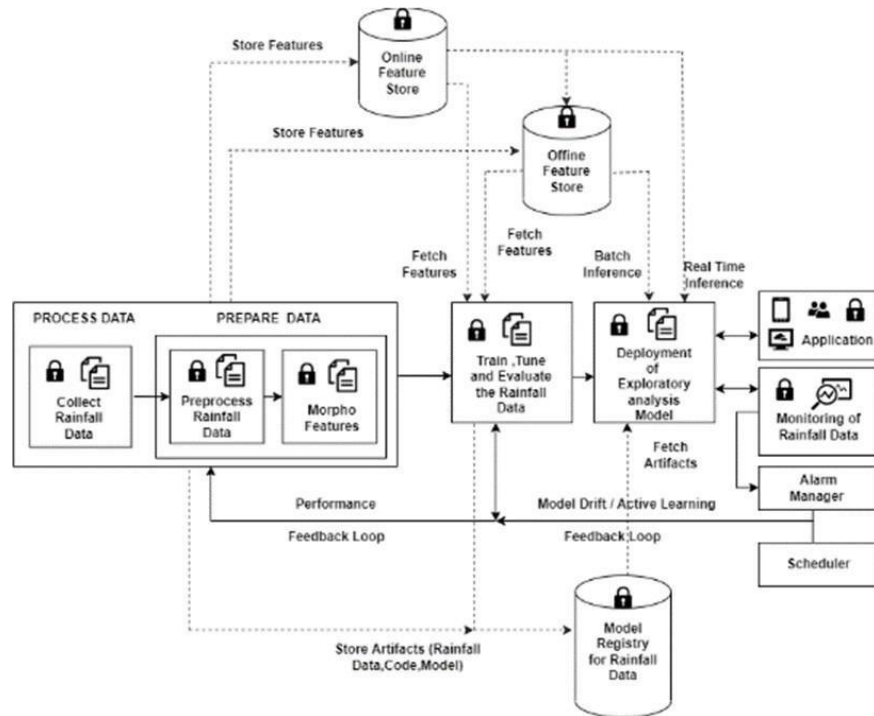 Store Features
Online
Feature
Store
Store Features
Offine
Feature
Store
Fetch
Features
Fetch
Features
Batch
Inference
Real Time
Inference
PROCESS DATA
PREPARE DATA
Collect
Rainfall
Data
Preprocess
Rainfall
Data
Morpho
Features
Train ,Tune
and Evaluate
the Rainfall
Data
Deployment
of
Exploratory
analysis
Model
Application
Monitoring of
Rainfall Data
Fetch
Artifacts
Alarm
Manager
Performance
Feedback Loop
Model Drift / Active Learning
Feedback Loop
Scheduler
Store Artifacts (Rainfall
Data,Code,Model)
Model
Registry
for Rainfall
Data